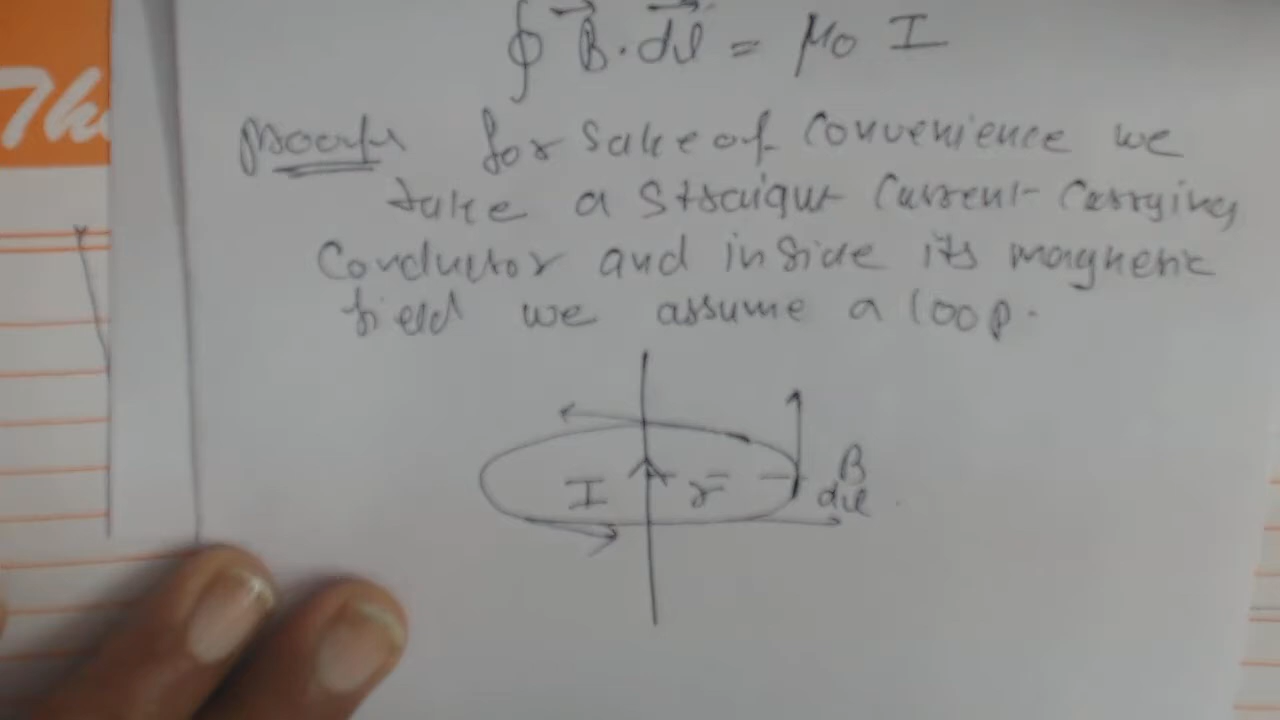 The
∮ B⃗ . dl⃗ = μ₀ I
Proof for sake of convenience we
take a straight current-carrying
conductor and inside its magnetic
field we assume a loop.
I r B
dl